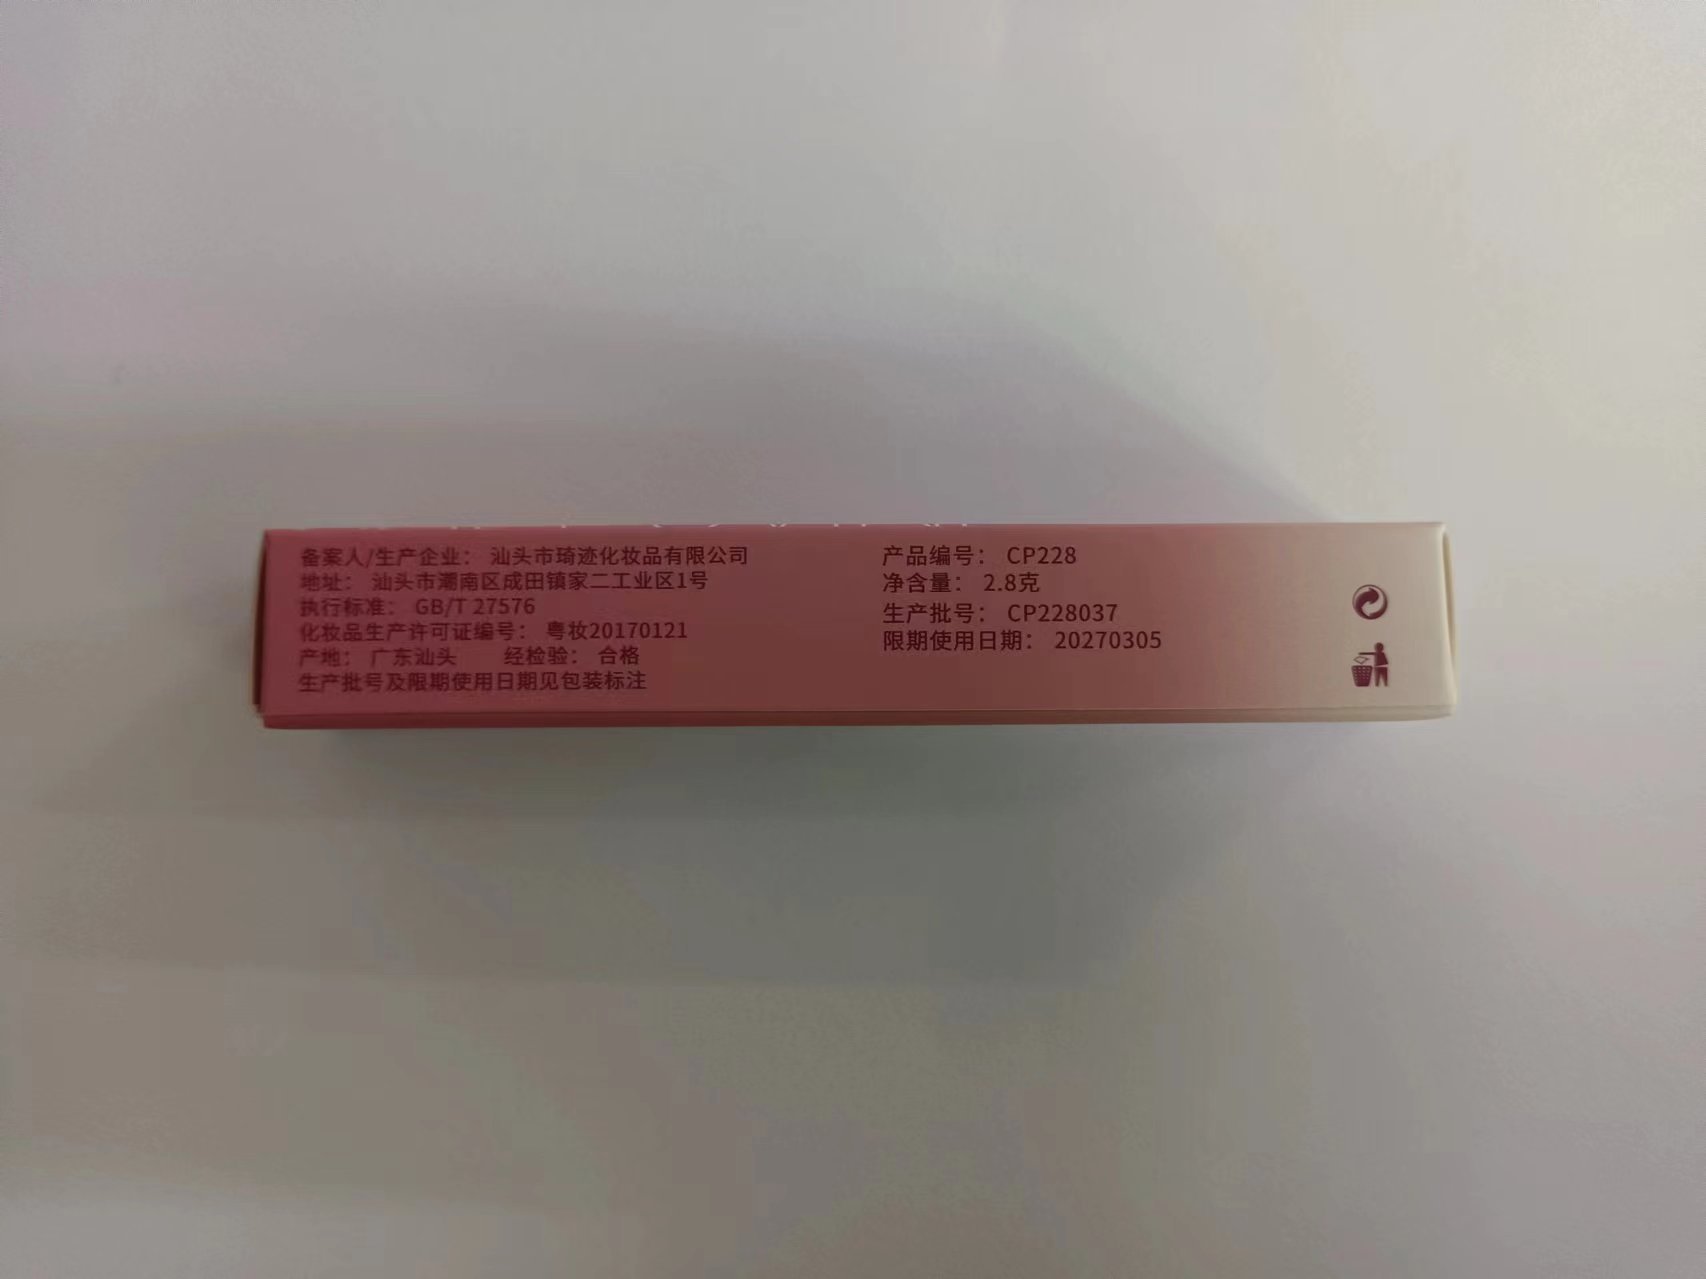 备案人/生产企业： 汕头市琦迹化妆品有限公司
地址： 汕头市潮南区成田镇家二工业区1号
执行标准： GB/T 27576
化妆品生产许可证编号： 粤妆20170121
产地： 广东汕头 经检验： 合格
生产批号及限期使用日期见包装标注
产品编号： CP228
净含量： 2.8克
生产批号： CP228037
限期使用日期： 20270305